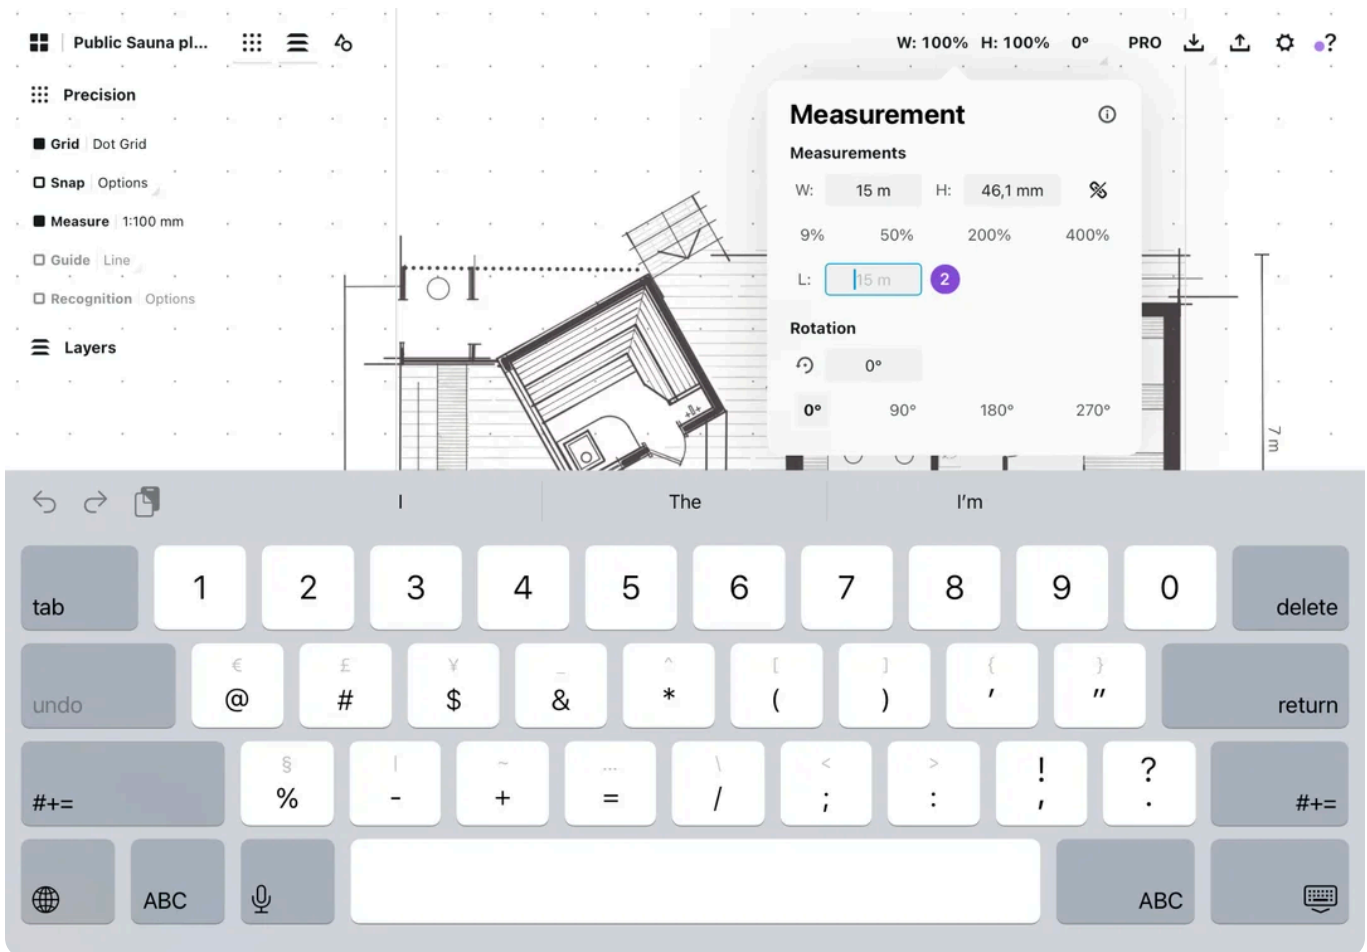 Public Sauna pl...
W: 100% H: 100% 0° PRO ?
Precision
Grid Dot Grid
Snap Options
Measure 1:100 mm
Guide Line
Recognition Options
Layers
Measurement
Measurements
W: 15 m H: 46,1 mm
9% 50% 200% 400%
L: 15 m 2
Rotation
0°
0° 90° 180° 270°
7 m
I The I'm
tab 1 2 3 4 5 6 7 8 9 0 delete
€ £ ¥ _ ^ [ ] { }
undo @ # $ & * ( ) ' " return
§ | ~ ... \ < > ! ?
#+= % - + = / ; : , . #+=
ABC ABC